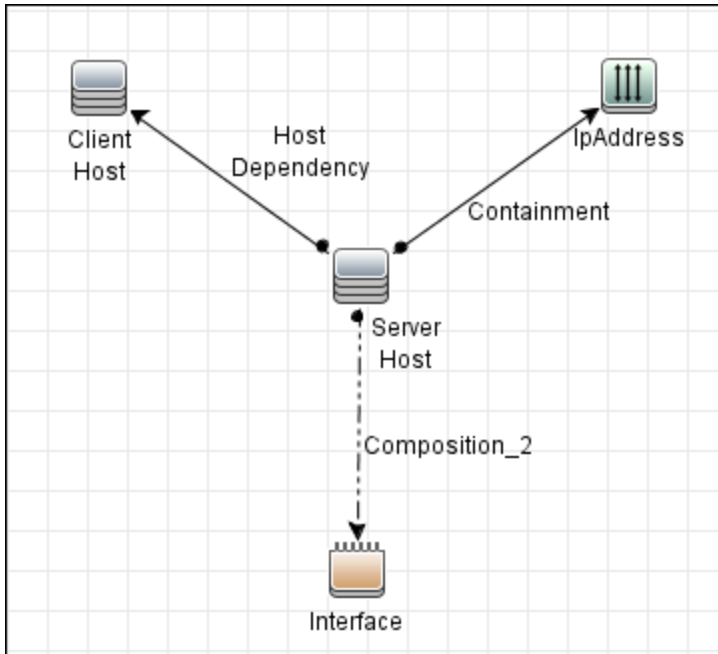 Client
Host
Host
Dependency
IpAddress
Containment
Server
Host
Composition_2
Interface